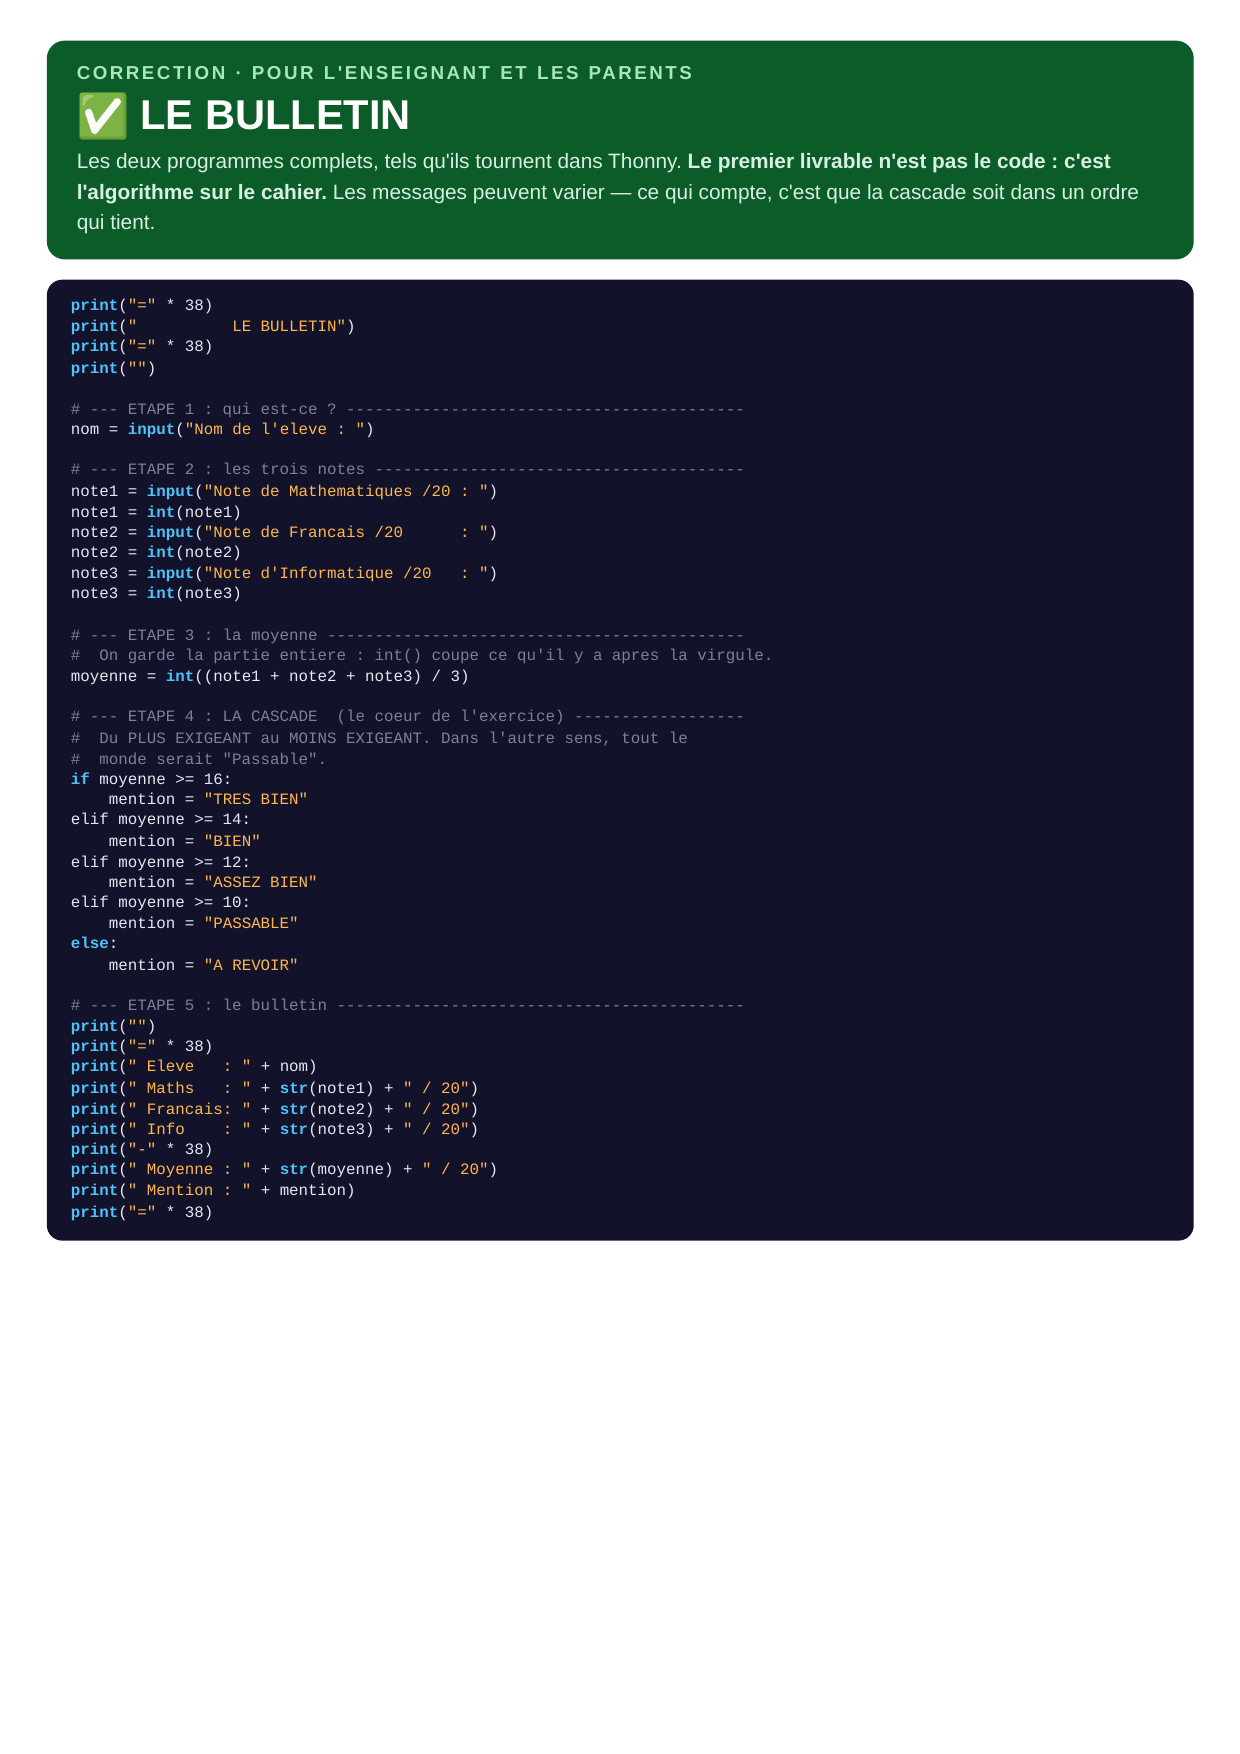 CORRECTION · POUR L'ENSEIGNANT ET LES PARENTS
✅ LE BULLETIN
Les deux programmes complets, tels qu'ils tournent dans Thonny. Le premier livrable n'est pas le code : c'est
l'algorithme sur le cahier. Les messages peuvent varier — ce qui compte, c'est que la cascade soit dans un ordre
qui tient.
print("=" * 38)
print("          LE BULLETIN")
print("=" * 38)
print("")

# --- ETAPE 1 : qui est-ce ? ------------------------------------------
nom = input("Nom de l'eleve : ")

# --- ETAPE 2 : les trois notes ---------------------------------------
note1 = input("Note de Mathematiques /20 : ")
note1 = int(note1)
note2 = input("Note de Francais /20      : ")
note2 = int(note2)
note3 = input("Note d'Informatique /20   : ")
note3 = int(note3)

# --- ETAPE 3 : la moyenne --------------------------------------------
#  On garde la partie entiere : int() coupe ce qu'il y a apres la virgule.
moyenne = int((note1 + note2 + note3) / 3)

# --- ETAPE 4 : LA CASCADE  (le coeur de l'exercice) ------------------
#  Du PLUS EXIGEANT au MOINS EXIGEANT. Dans l'autre sens, tout le
#  monde serait "Passable".
if moyenne >= 16:
    mention = "TRES BIEN"
elif moyenne >= 14:
    mention = "BIEN"
elif moyenne >= 12:
    mention = "ASSEZ BIEN"
elif moyenne >= 10:
    mention = "PASSABLE"
else:
    mention = "A REVOIR"

# --- ETAPE 5 : le bulletin -------------------------------------------
print("")
print("=" * 38)
print(" Eleve   : " + nom)
print(" Maths   : " + str(note1) + " / 20")
print(" Francais: " + str(note2) + " / 20")
print(" Info    : " + str(note3) + " / 20")
print("-" * 38)
print(" Moyenne : " + str(moyenne) + " / 20")
print(" Mention : " + mention)
print("=" * 38)